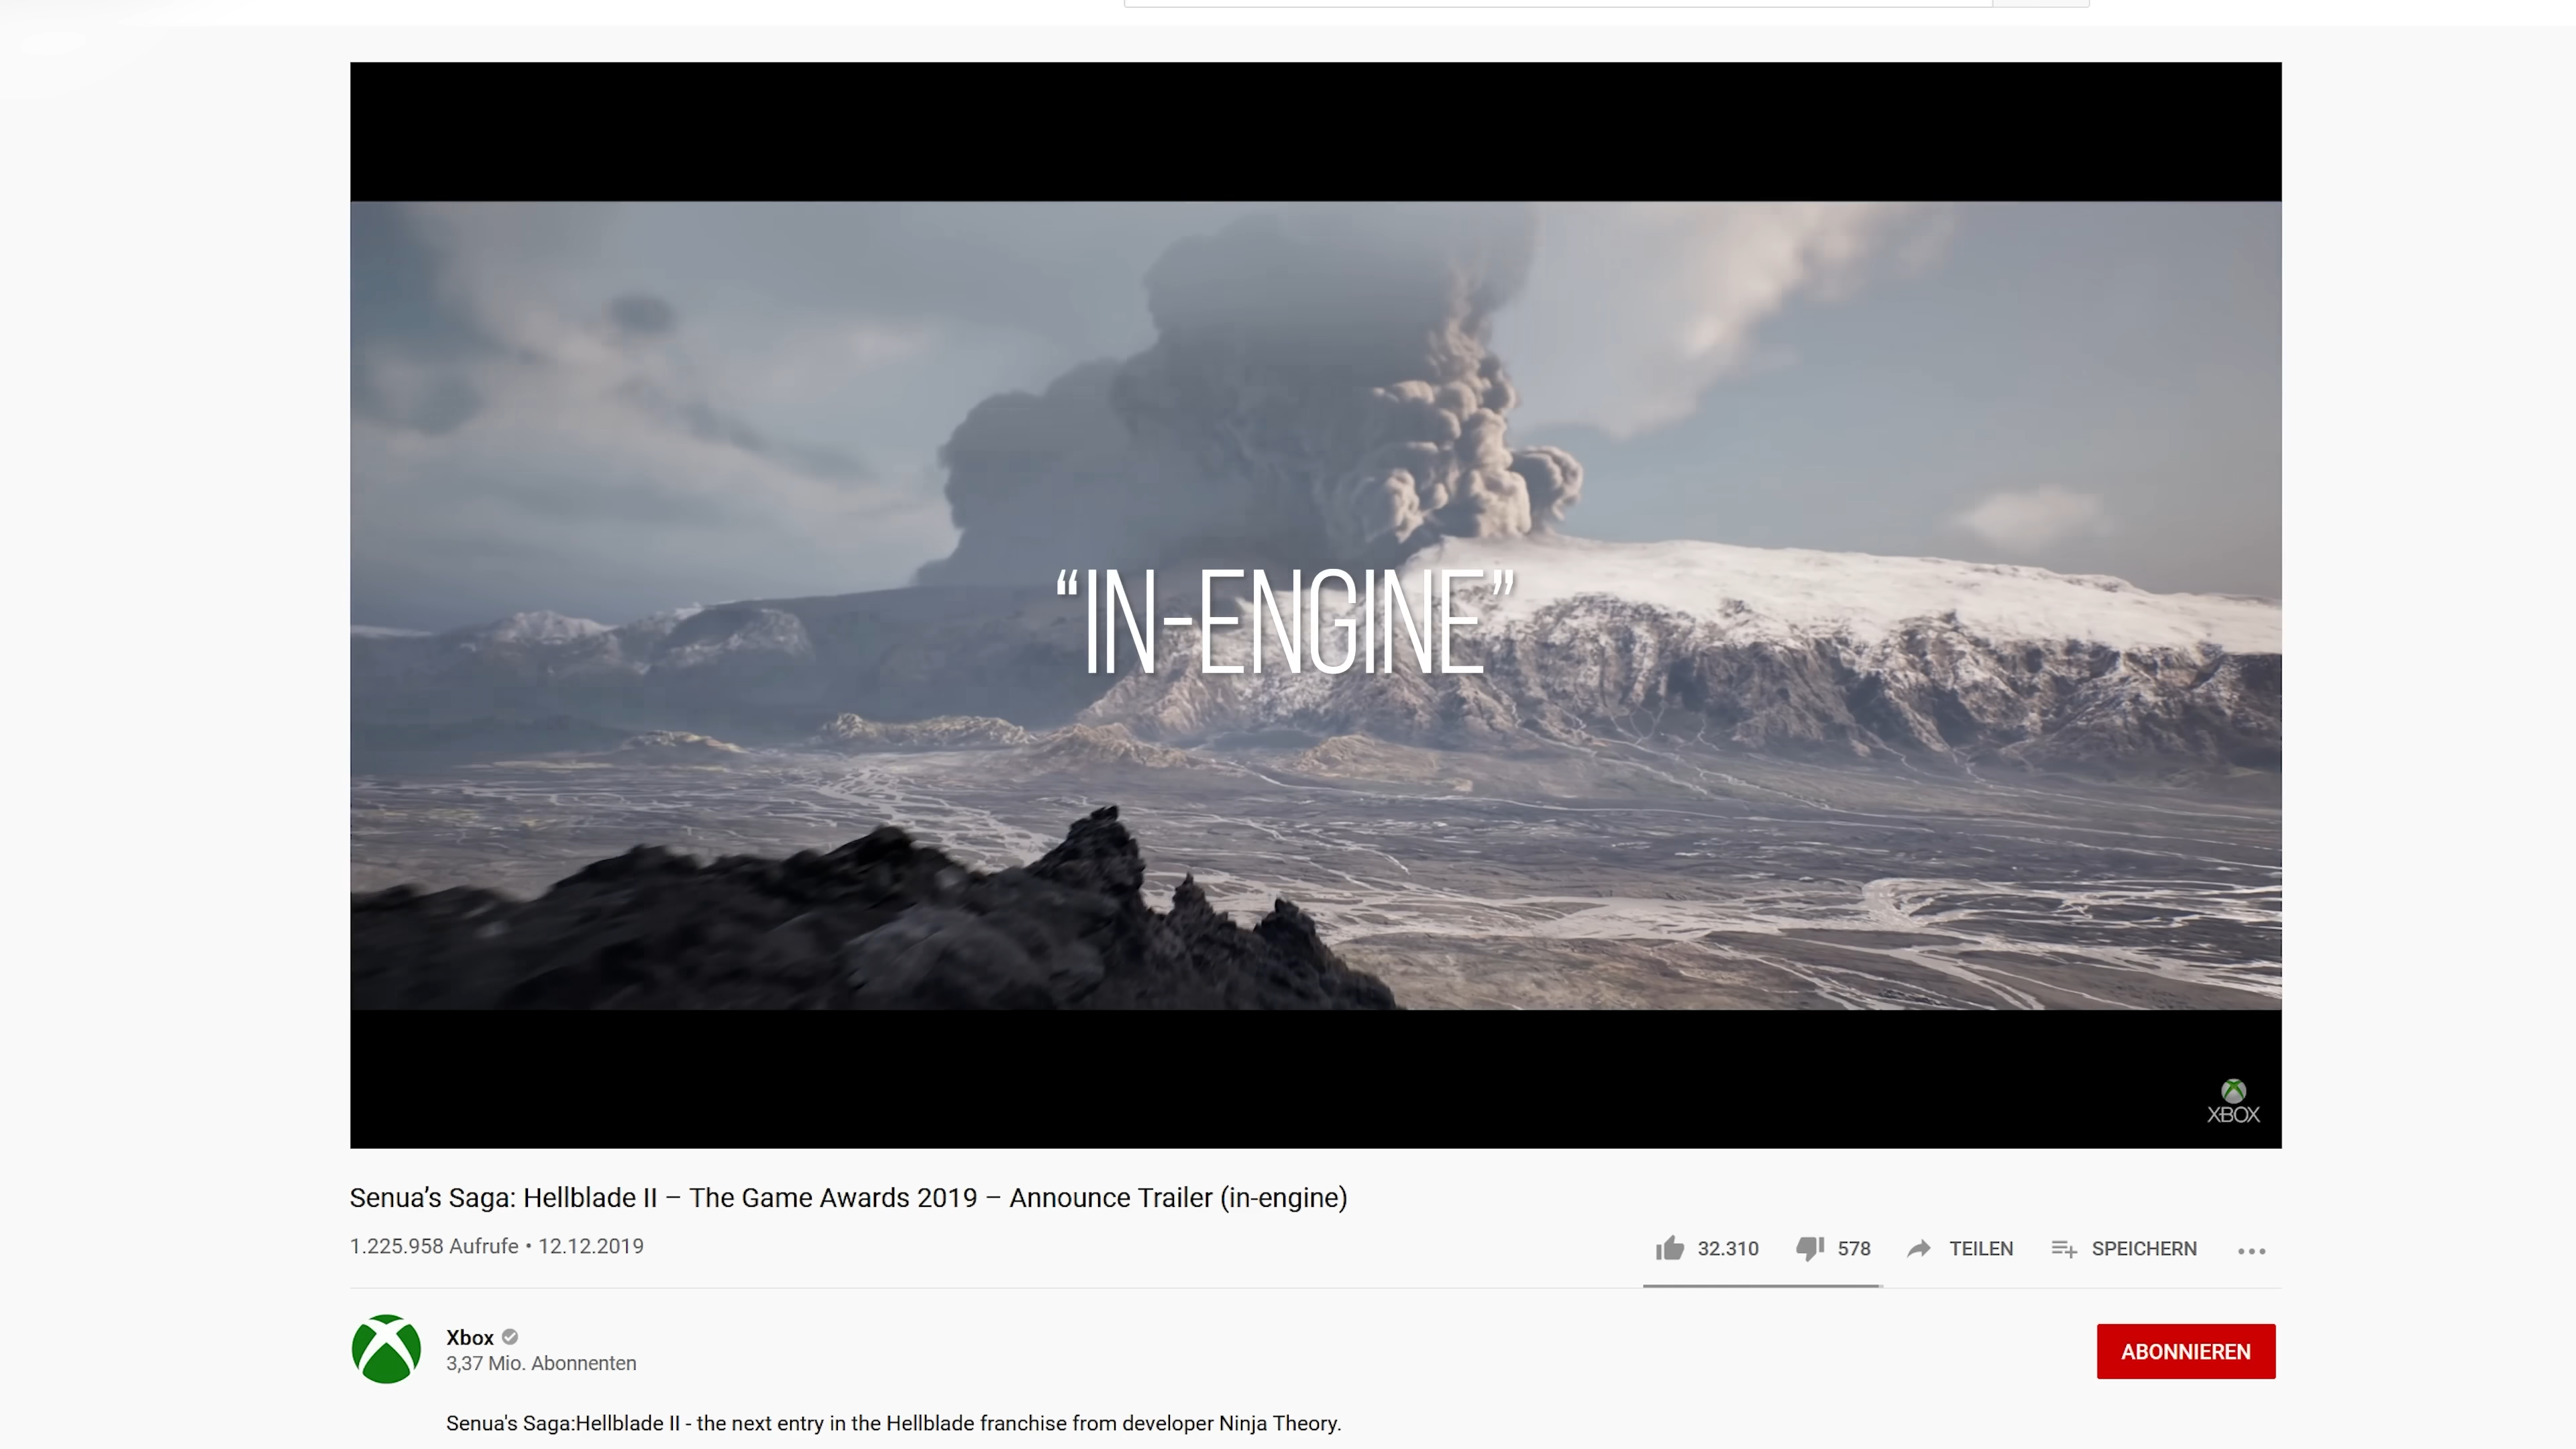 “IN-ENGINE”
XBOX
Senua’s Saga: Hellblade II – The Game Awards 2019 – Announce Trailer (in-engine)
1.225.958 Aufrufe • 12.12.2019
32.310 578 TEILEN SPEICHERN
Xbox
3,37 Mio. Abonnenten
ABONNIEREN
Senua's Saga:Hellblade II - the next entry in the Hellblade franchise from developer Ninja Theory.